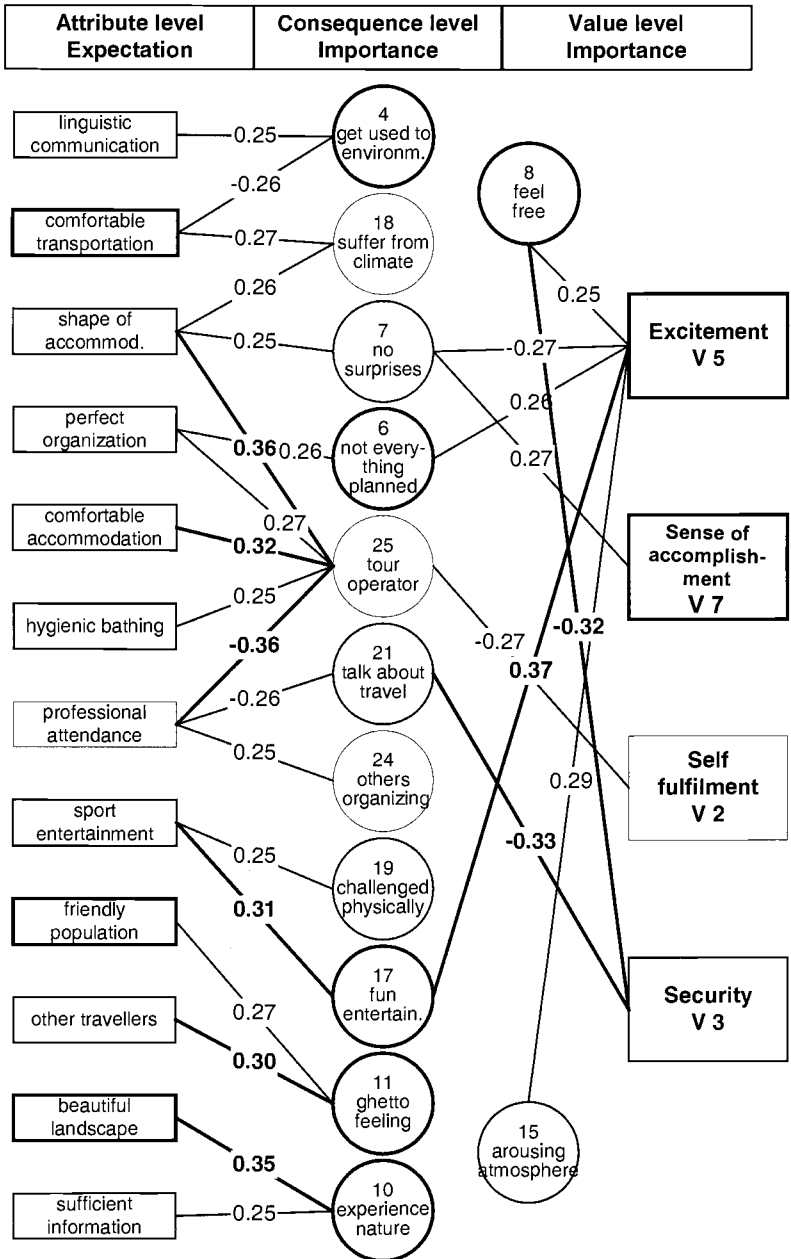 Attribute level
Expectation
Consequence level
Importance
Value level
Importance
linguistic
communication
comfortable
transportation
shape of
accommod.
perfect
organization
comfortable
accommodation
hygienic bathing
professional
attendance
sport
entertainment
friendly
population
other travellers
beautiful
landscape
sufficient
information
0.25
-0.26
0.27
0.26
0.25
0.36
0.26
0.27
0.32
0.25
-0.36
-0.26
0.25
0.25
0.31
0.27
0.30
0.35
0.25
4
get used to
environm.
18
suffer from
climate
7
no
surprises
6
not every-
thing
planned
25
tour
operator
21
talk about
travel
24
others
organizing
19
challenged
physically
17
fun
entertain.
11
ghetto
feeling
10
experience
nature
8
feel
free
15
arousing
atmosphere
0.25
-0.27
0.26
0.27
-0.27
-0.32
0.37
0.29
-0.33
Excitement
V 5
Sense of
accomplish-
ment
V 7
Self
fulfilment
V 2
Security
V 3